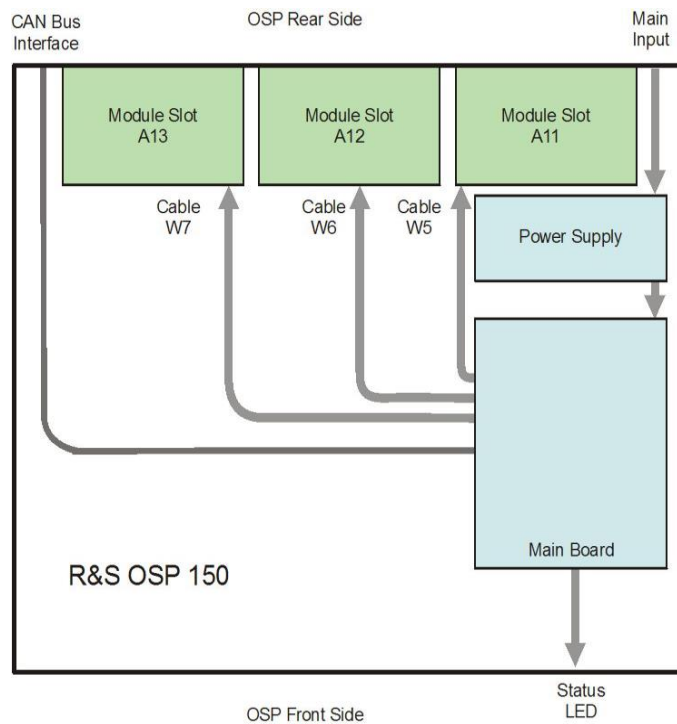 CAN Bus
Interface
OSP Rear Side
Main
Input
Module Slot
A13
Module Slot
A12
Module Slot
A11
Cable
W7
Cable
W6
Cable
W5
Power Supply
Main Board
R&S OSP 150
Status
LED
OSP Front Side